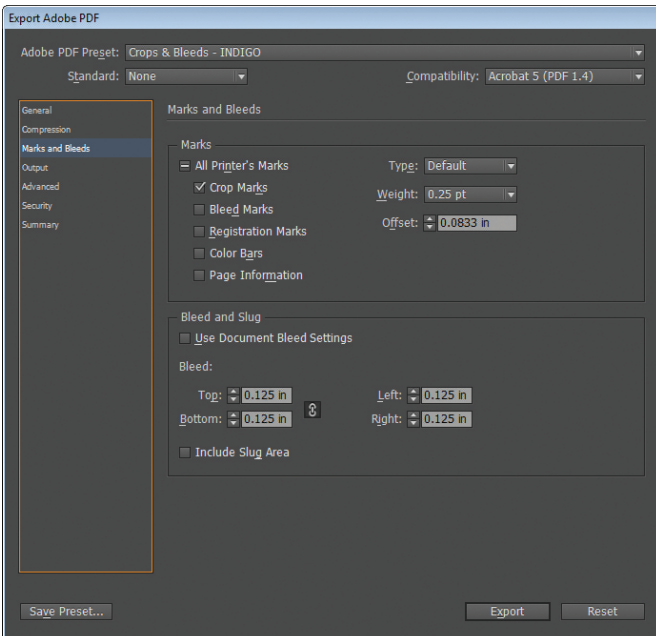 Export Adobe PDF
Adobe PDF Preset: Crops & Bleeds - INDIGO
Standard: None Compatibility: Acrobat 5 (PDF 1.4)
General
Compression
Marks and Bleeds
Output
Advanced
Security
Summary
Marks and Bleeds
Marks
All Printer's Marks Type: Default
Crop Marks Weight: 0.25 pt
Bleed Marks Offset: 0.0833 in
Registration Marks
Color Bars
Page Information
Bleed and Slug
Use Document Bleed Settings
Bleed:
Top: 0.125 in Left: 0.125 in
Bottom: 0.125 in Right: 0.125 in
Include Slug Area
Save Preset... Export Reset